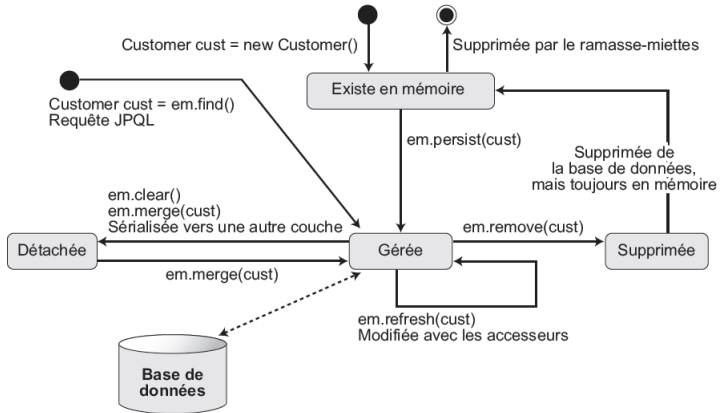 Customer cust = new Customer()
Supprimée par le ramasse-miettes
Existe en mémoire
Customer cust = em.find()
Requête JPQL
em.persist(cust)
Supprimée de
la base de données,
mais toujours en mémoire
em.clear()
em.merge(cust)
Sérialisée vers une autre couche
em.remove(cust)
Détachée
Gérée
Supprimée
em.merge(cust)
em.refresh(cust)
Modifiée avec les accesseurs
Base de
données